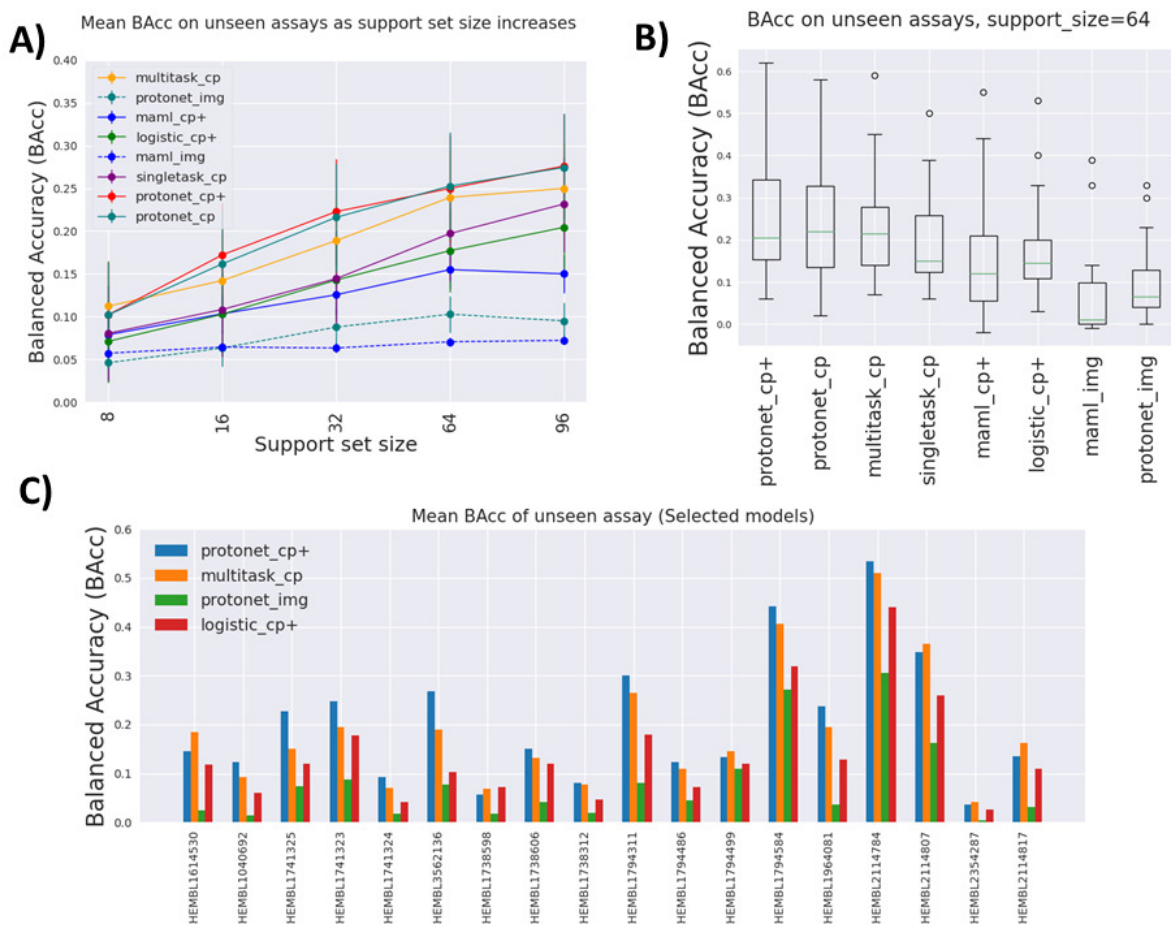 A)
Mean BAcc on unseen assays as support set size increases
Balanced Accuracy (BAcc)
0.40
0.35
0.30
0.25
0.20
0.15
0.10
0.05
0.00
multitask_cp
protonet_img
maml_cp+
logistic_cp+
maml_img
singletask_cp
protonet_cp+
protonet_cp
8
16
32
64
96
Support set size
B)
BAcc on unseen assays, support_size=64
Balanced Accuracy (BAcc)
0.6
0.5
0.4
0.3
0.2
0.1
0.0
protonet_cp+
protonet_cp
multitask_cp
singletask_cp
maml_cp+
logistic_cp+
maml_img
protonet_img
C)
Mean BAcc of unseen assay (Selected models)
Balanced Accuracy (BAcc)
0.6
0.5
0.4
0.3
0.2
0.1
0.0
protonet_cp+
multitask_cp
protonet_img
logistic_cp+
HEMBL1614530
HEMBL1040692
HEMBL1741325
HEMBL1741323
HEMBL1741324
HEMBL3562136
HEMBL1738598
HEMBL1738606
HEMBL1738312
HEMBL1794311
HEMBL1794486
HEMBL1794499
HEMBL1794584
HEMBL1964081
HEMBL2114784
HEMBL2114807
HEMBL2354287
HEMBL2114817